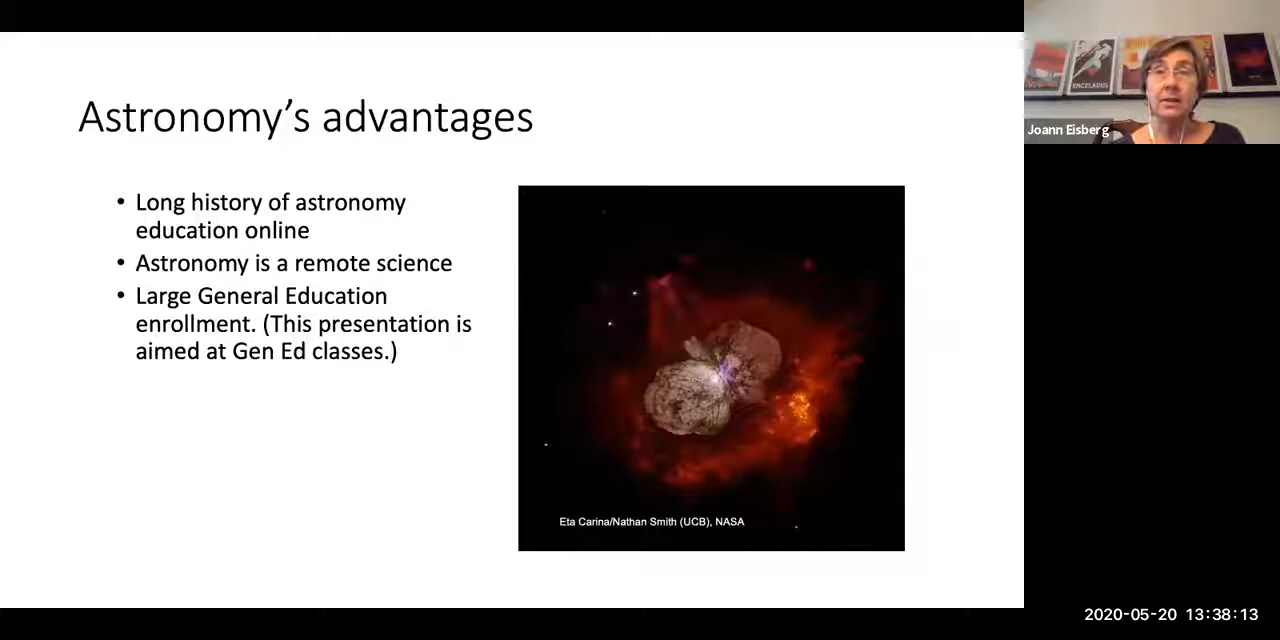 Astronomy’s advantages
• Long history of astronomy
education online
• Astronomy is a remote science
• Large General Education
enrollment. (This presentation is
aimed at Gen Ed classes.)
Eta Carina/Nathan Smith (UCB), NASA
ENCELADUS
Joann Eisberg
2020-05-20 13:38:13